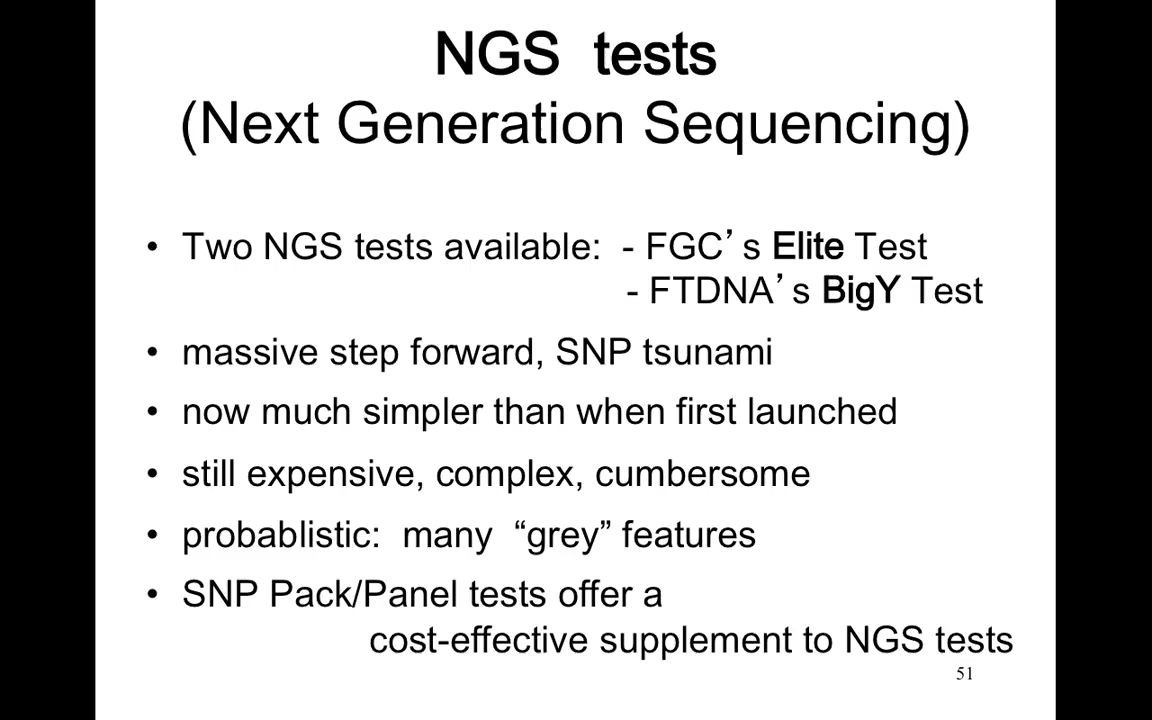 NGS tests
(Next Generation Sequencing)
• Two NGS tests available: - FGC’s Elite Test
- FTDNA’s BigY Test
• massive step forward, SNP tsunami
• now much simpler than when first launched
• still expensive, complex, cumbersome
• probablistic: many “grey” features
• SNP Pack/Panel tests offer a
cost-effective supplement to NGS tests
51